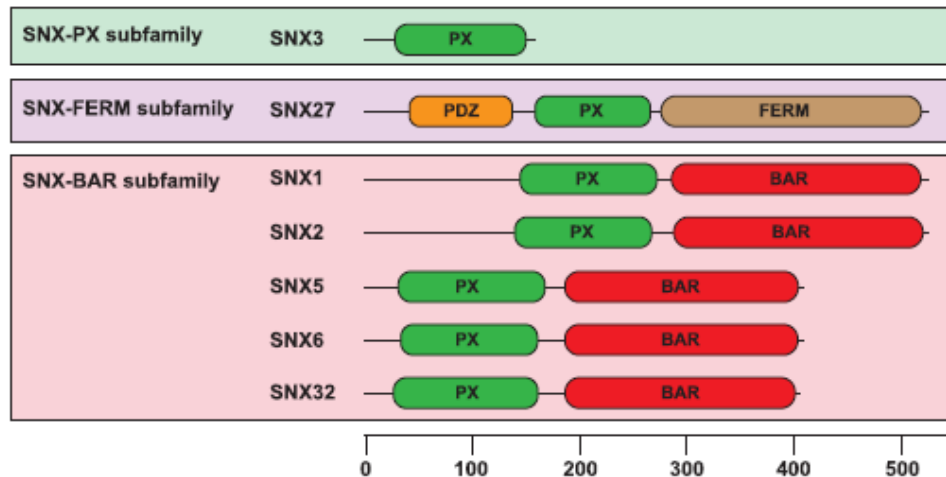 SNX-PX subfamily SNX3 PX
SNX-FERM subfamily SNX27 PDZ PX FERM
SNX-BAR subfamily SNX1 PX BAR
SNX2 PX BAR
SNX5 PX BAR
SNX6 PX BAR
SNX32 PX BAR
0 100 200 300 400 500